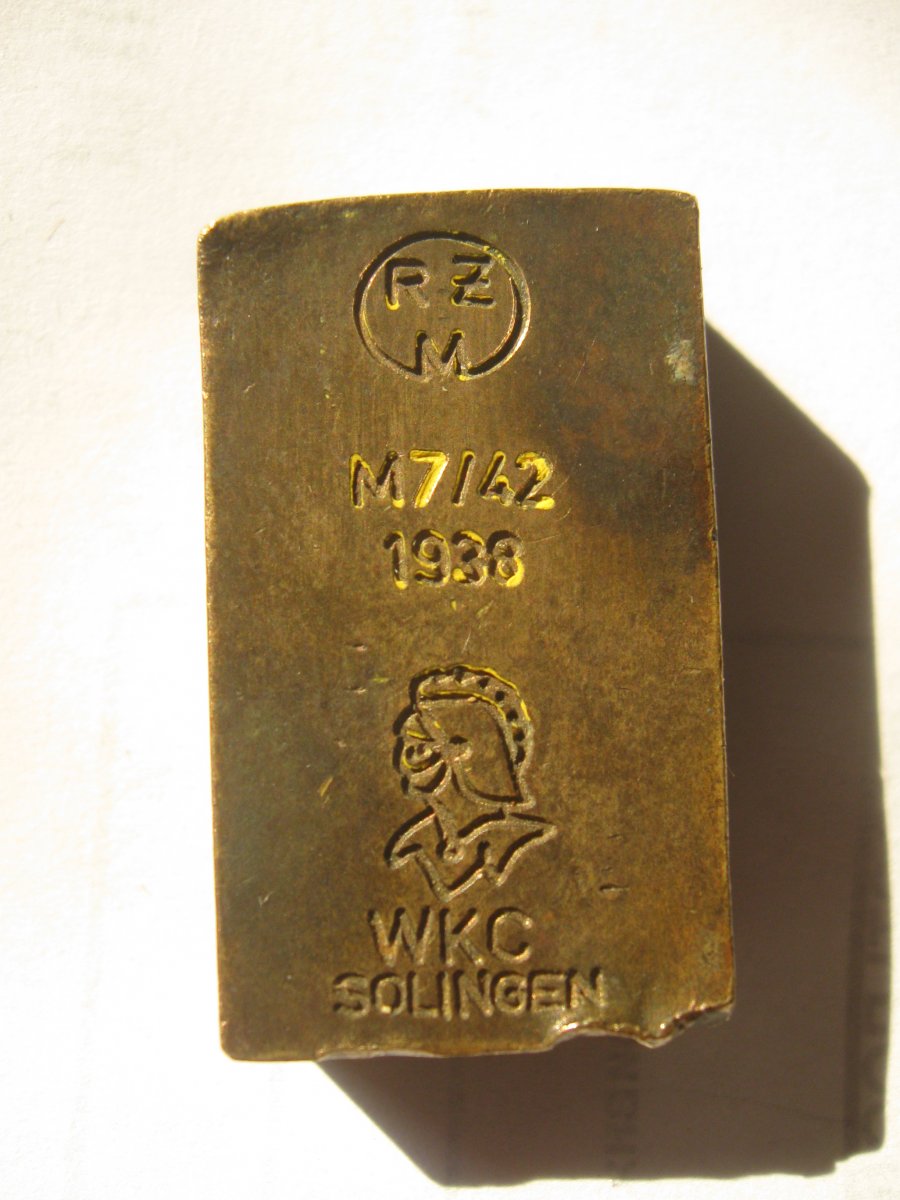 R Z
M
M7/42
1938
WKC
SOLINGEN